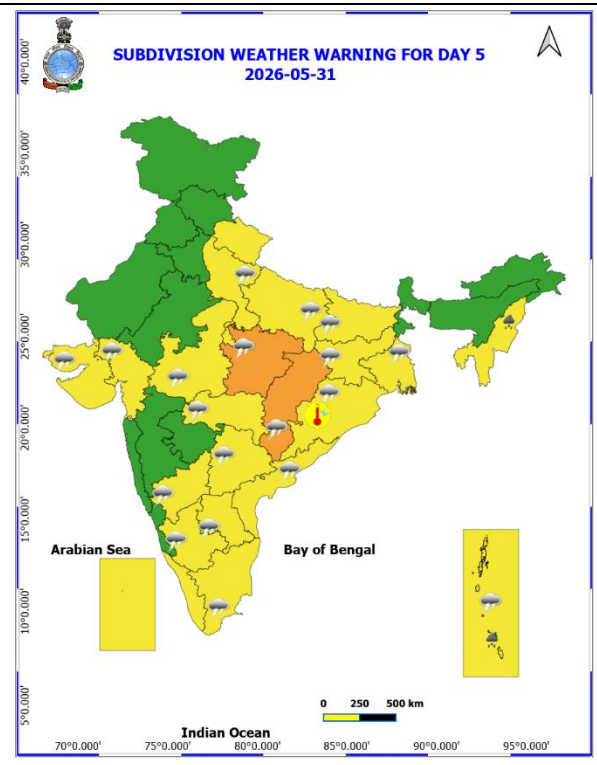 SUBDIVISION WEATHER WARNING FOR DAY 5
2026-05-31
40°0.000'
35°0.000'
30°0.000'
25°0.000'
20°0.000'
15°0.000'
10°0.000'
5°0.000'
Arabian Sea
Bay of Bengal
0 250 500 km
Indian Ocean
70°0.000' 75°0.000' 80°0.000' 85°0.000' 90°0.000' 95°0.000'